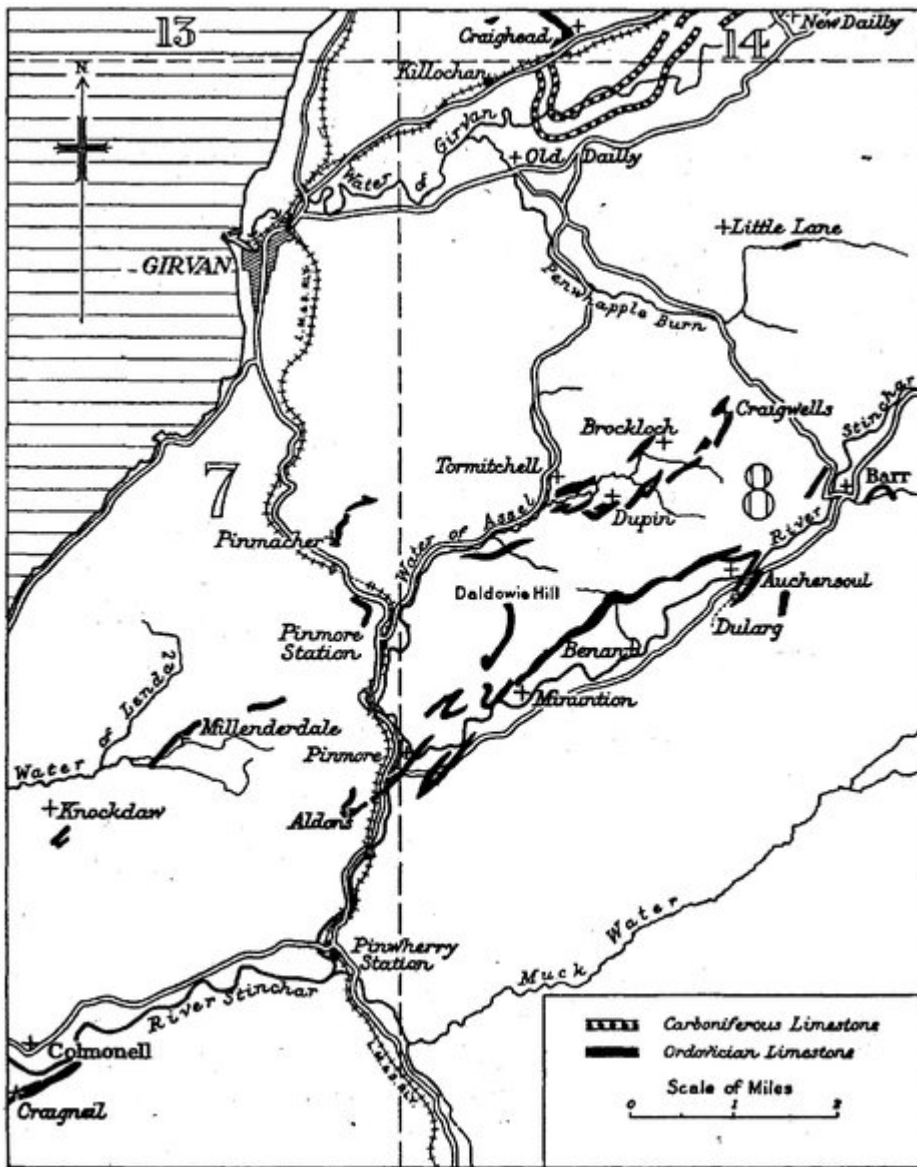 13
Craighead
14
New Dailly
N
Killochan
Water of Girvan
Old Dailly
Little Lane
GIRVAN
L.M.&S.RLY.
Penwhapple Burn
Craigwells
Stinchar
Brockloch
Tormitchell
7
8
Barr
Dupin
Water of Assel
River
Pinmacher
Auchensoul
Daldowie Hill
Dularg
Pinmore
Station
Benan
Minuntion
Water of Lendal
Millenderdale
Pinmore
Knockdaw
Aldons
Muck Water
Pinwherry
Station
River Stinchar
Colmonell
L.M.&S.RLY.
Craigneil
Carboniferous Limestone
Ordovician Limestone
Scale of Miles
0 1 2